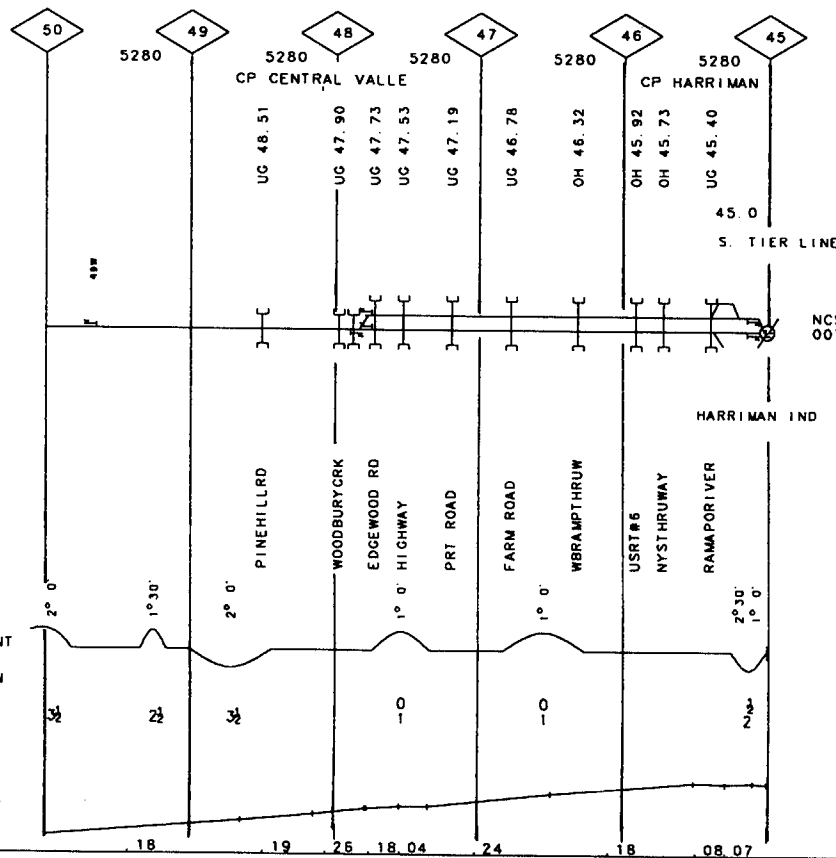 50 49 48 47 46 45
5280 5280 5280 5280 5280
CP CENTRAL VALLE CP HARRIMAN
UG 48.51
UG 47.90
UG 47.73
UG 47.53
UG 47.19
UG 46.78
OH 46.32
OH 45.92
OH 45.73
UG 45.40
45.0
S. TIER LINE
49W
NCS
00
HARRIMAN IND
PINEHILLRD
WOODBURYCRK
EDGEWOOD RD
HIGHWAY
PRT ROAD
FARM ROAD
WBRAMPTHRUW
USRT#6
NYSTHRUWAY
RAMAPORIVER
2° 0'
1° 30'
2° 0'
1° 0'
1° 0'
2° 30'
1° 0'
NT
N
3½ 2½ 3½ 0 0
1 1
.18 .19 .26 .18 .04 .24 .18 .08 .07